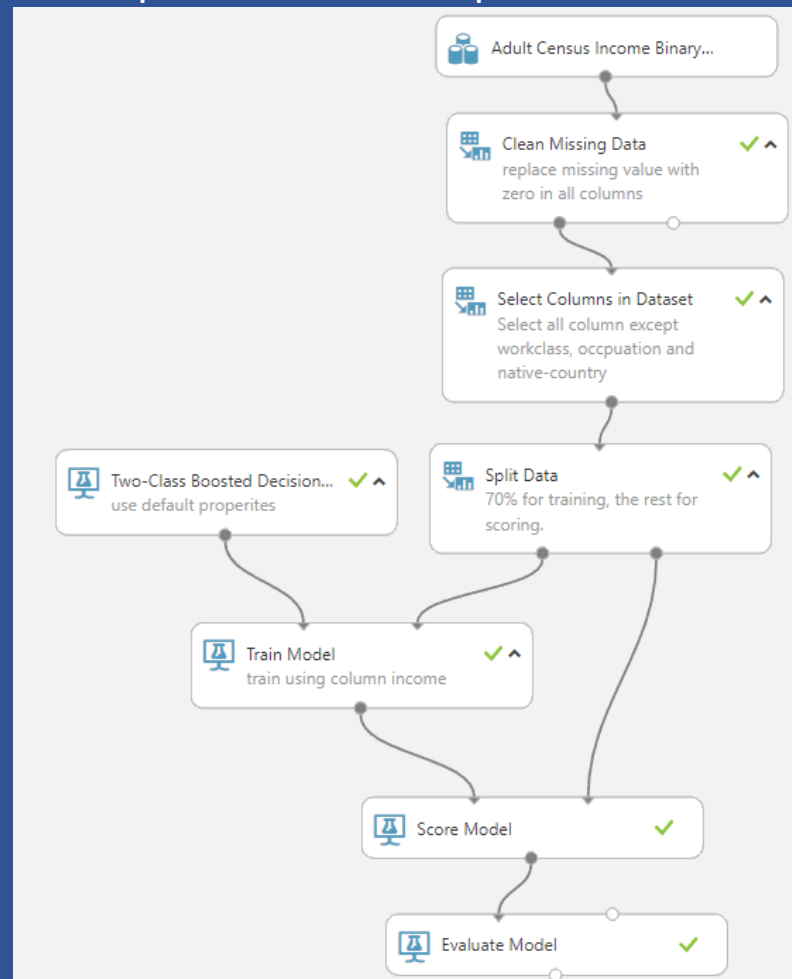 Adult Census Income Binary...
Clean Missing Data
replace missing value with
zero in all columns
Select Columns in Dataset
Select all column except
workclass, occpuation and
native-country
Two-Class Boosted Decision...
use default properites
Split Data
70% for training, the rest for
scoring.
Train Model
train using column income
Score Model
Evaluate Model